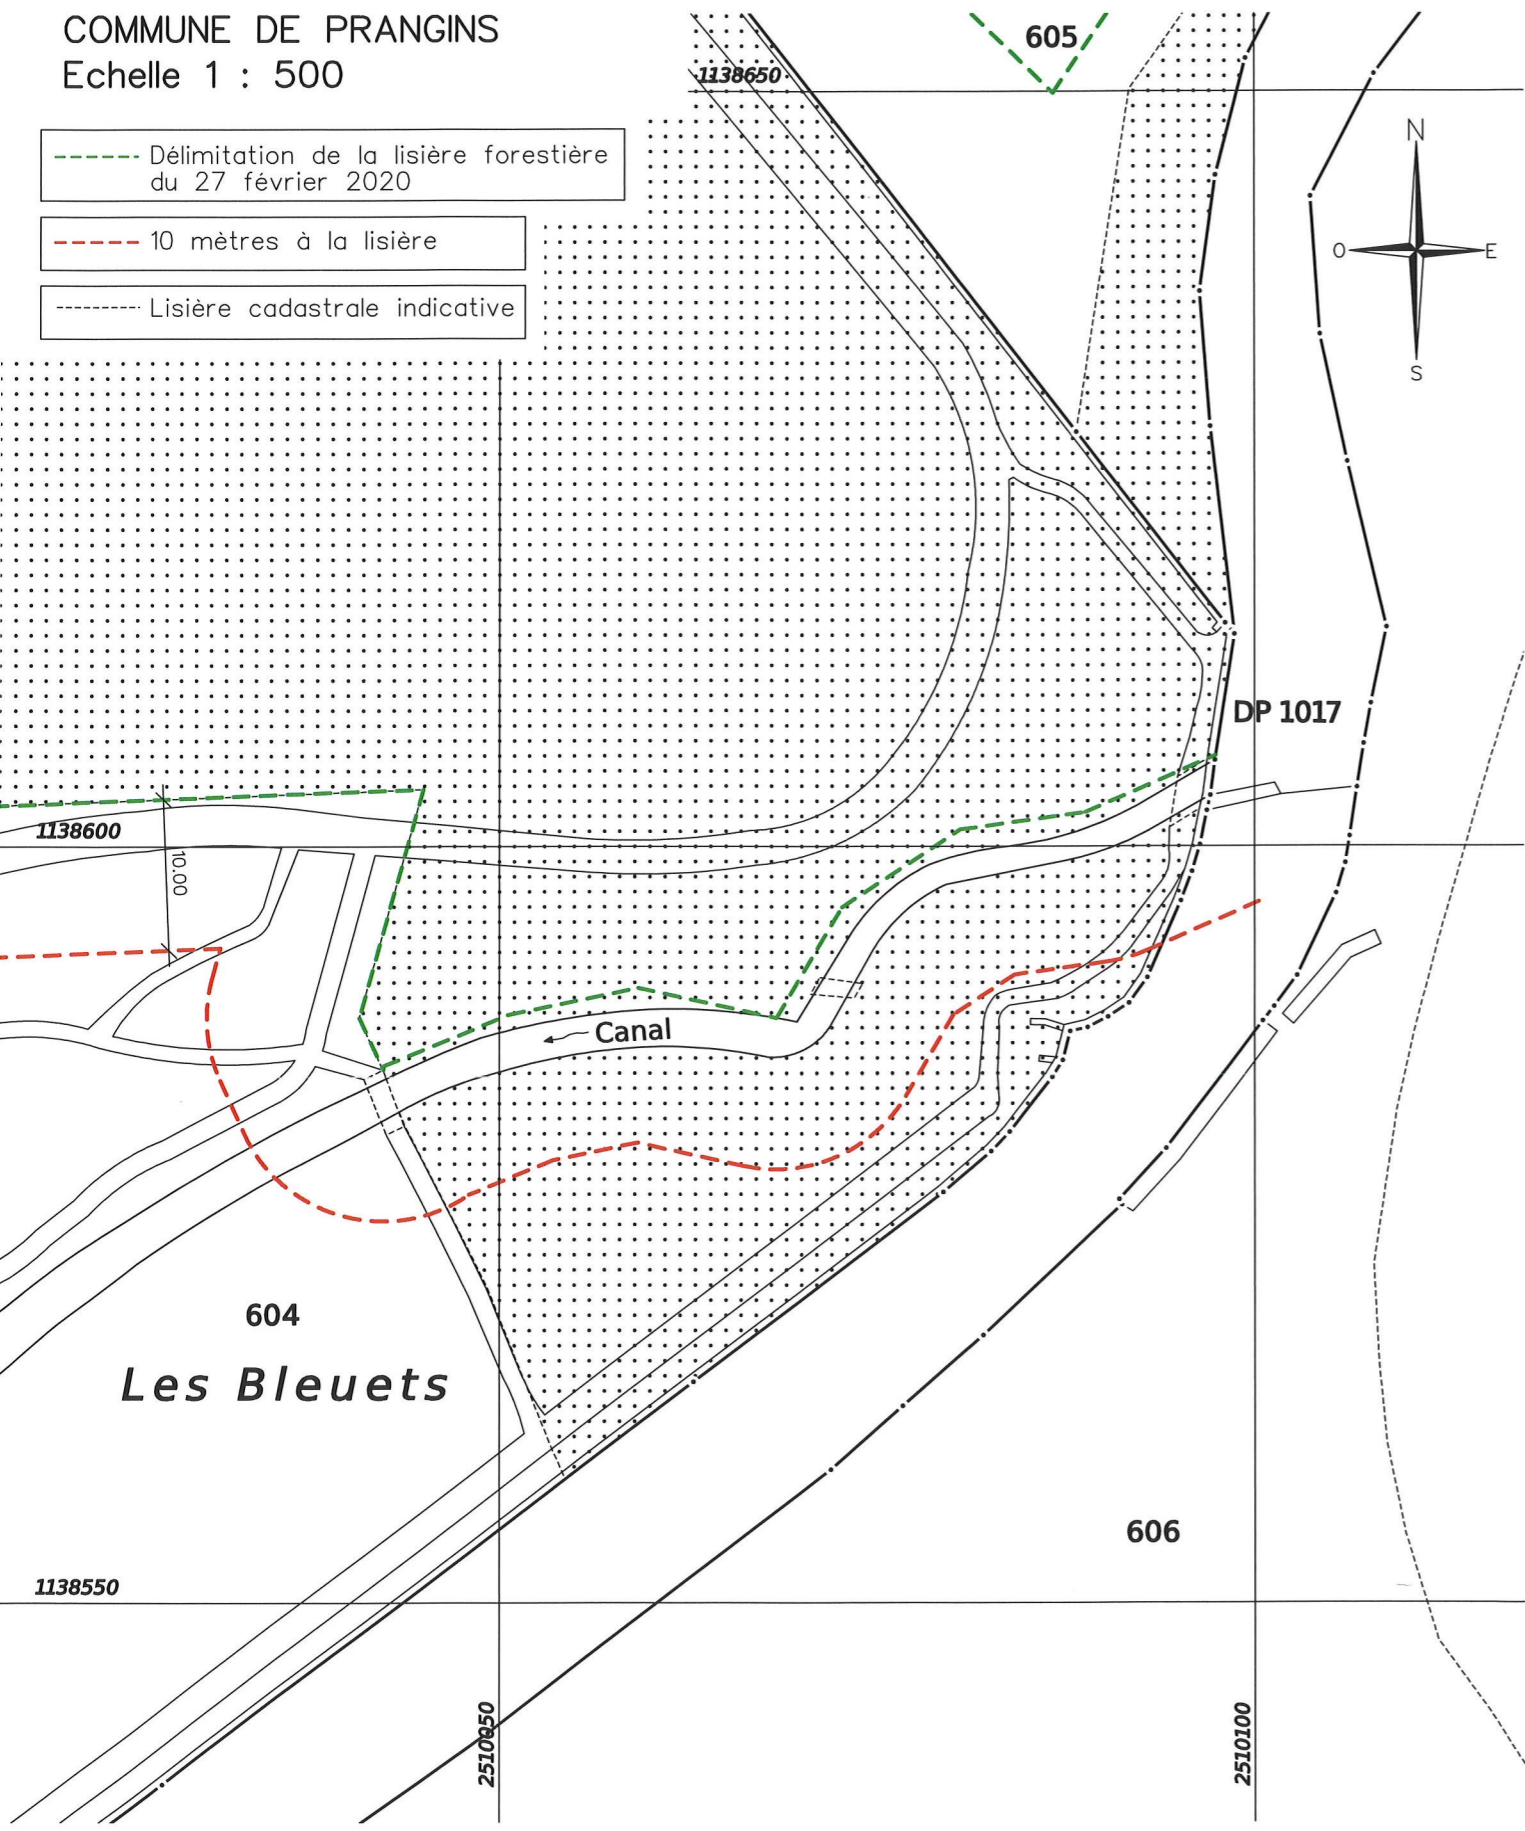 COMMUNE DE PRANGINS
Echelle 1 : 500
Délimitation de la lisière forestière
du 27 février 2020
10 mètres à la lisière
Lisière cadastrale indicative
605
1138650
N
O
E
S
DP 1017
1138600
10.00
Canal
604
Les Bleuets
606
1138550
2510050
2510100